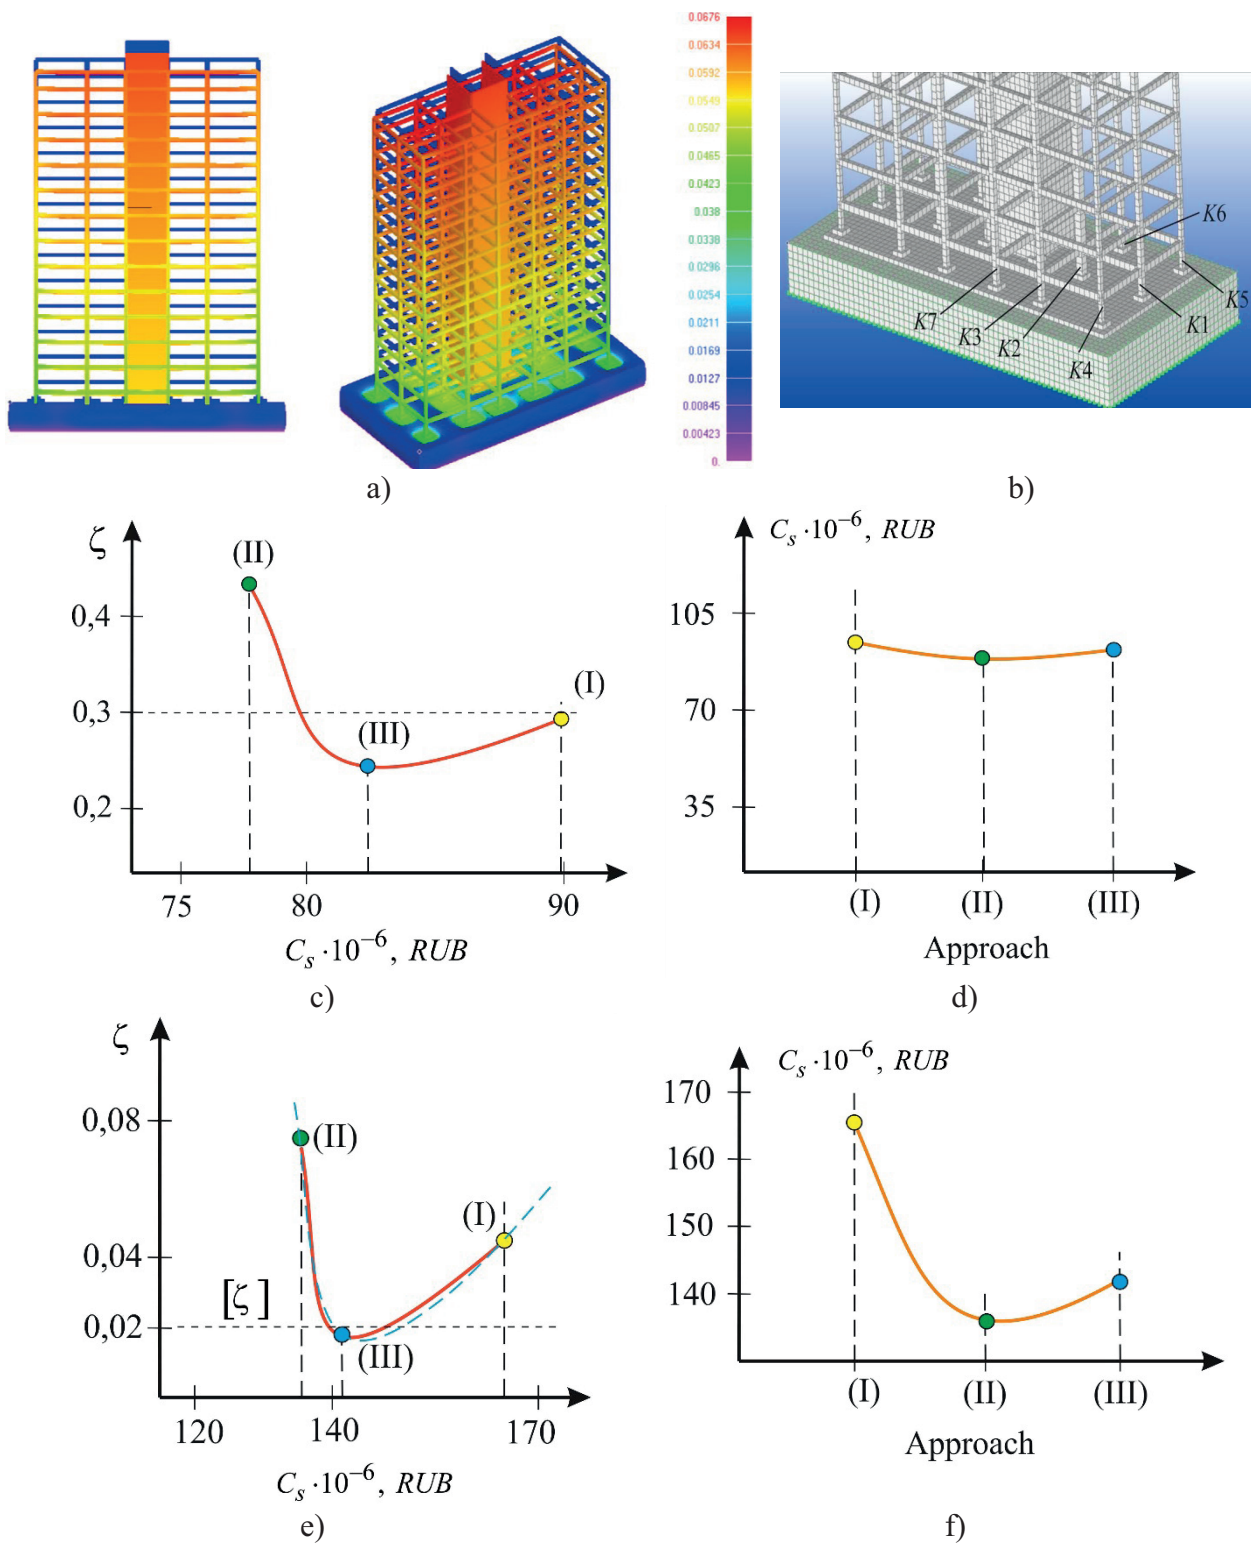 0.0676
0.0634
0.0592
0.0549
0.0507
0.0465
0.0423
0.038
0.0338
0.0296
0.0254
0.0211
0.0169
0.0127
0.00845
0.00423
0.
K6
K5
K7
K3
K2
K1
K4
a)
b)
ζ
(II)
0,4
(I)
0,3
(III)
0,2
75 80 90
C_s·10⁻⁶, RUB
c)
C_s·10⁻⁶, RUB
105
70
35
(I) (II) (III)
Approach
d)
ζ
0,08
(II)
(I)
0,04
[ζ]
0,02
(III)
120 140 170
C_s·10⁻⁶, RUB
e)
C_s·10⁻⁶, RUB
170
160
150
140
(I) (II) (III)
Approach
f)